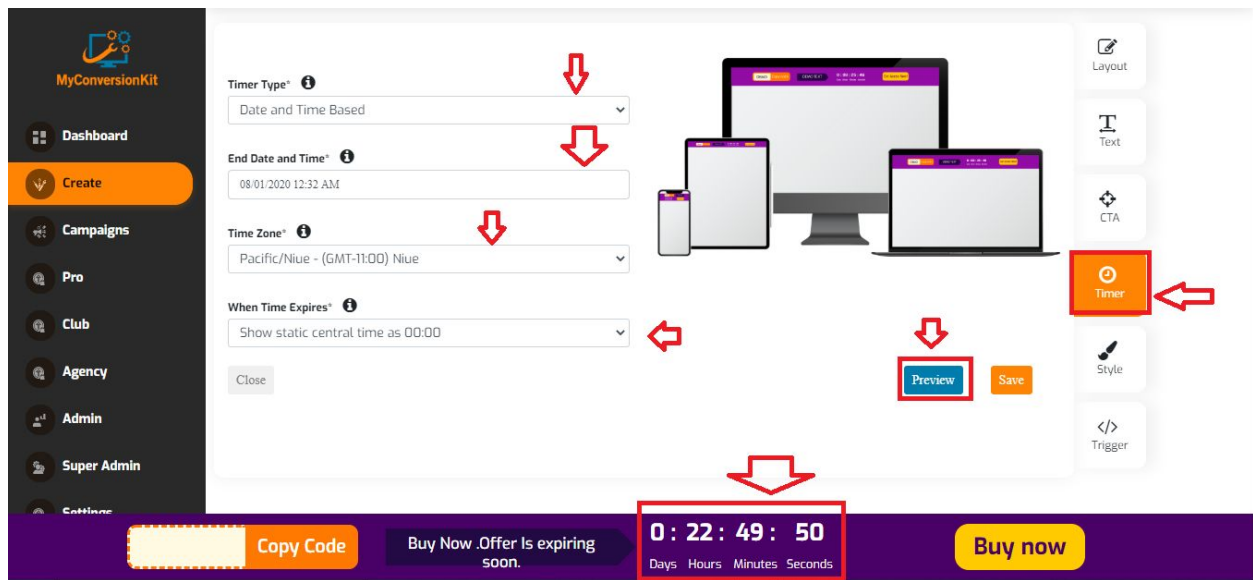 MyConversionKit
Dashboard
Create
Campaigns
Pro
Club
Agency
Admin
Super Admin
Settings
Timer Type*
Date and Time Based
End Date and Time*
08/01/2020 12:32 AM
Time Zone*
Pacific/Niue - (GMT-11:00) Niue
When Time Expires*
Show static central time as 00:00
Close
Preview
Save
Layout
Text
CTA
Timer
Style
</>
Trigger
Copy Code
Buy Now .Offer Is expiring
soon.
0 : 22 : 49 : 50
Days Hours Minutes Seconds
Buy now